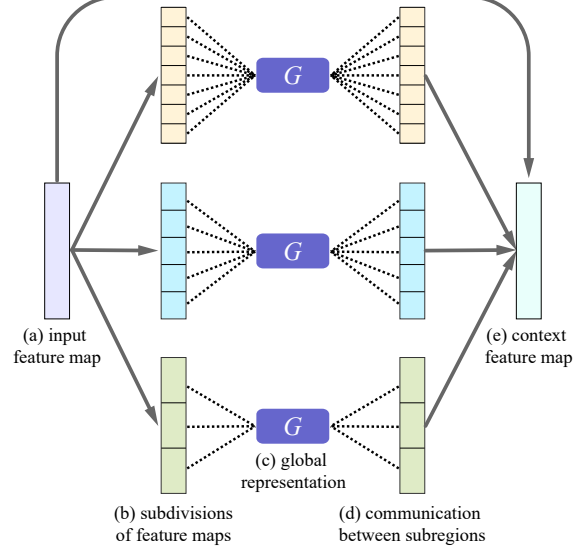 G
G
(a) input
feature map
(e) context
feature map
G
(c) global
representation
(b) subdivisions
of feature maps
(d) communication
between subregions